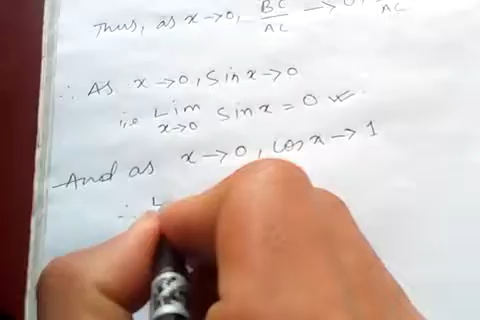 Thus, as x→0, BC/AC → 0, /AC
∴ As x→0, Sin x→0
i.e Lim x→0 Sin x = 0
And as x→0, cos x→1
∴ L